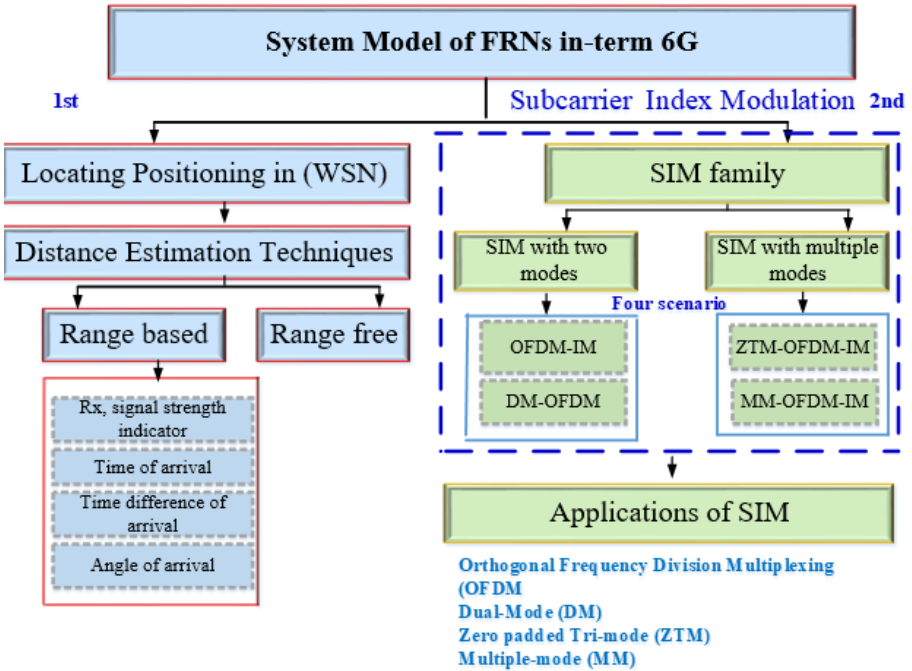 System Model of FRNs in-term 6G
1st
Subcarrier Index Modulation 2nd
Locating Positioning in (WSN)
Distance Estimation Techniques
Range based
Range free
Rx, signal strength
indicator
Time of arrival
Time difference of
arrival
Angle of arrival
SIM family
SIM with two
modes
SIM with multiple
modes
Four scenario
OFDM-IM
DM-OFDM
ZTM-OFDM-IM
MM-OFDM-IM
Applications of SIM
Orthogonal Frequency Division Multiplexing
(OFDM
Dual-Mode (DM)
Zero padded Tri-mode (ZTM)
Multiple-mode (MM)